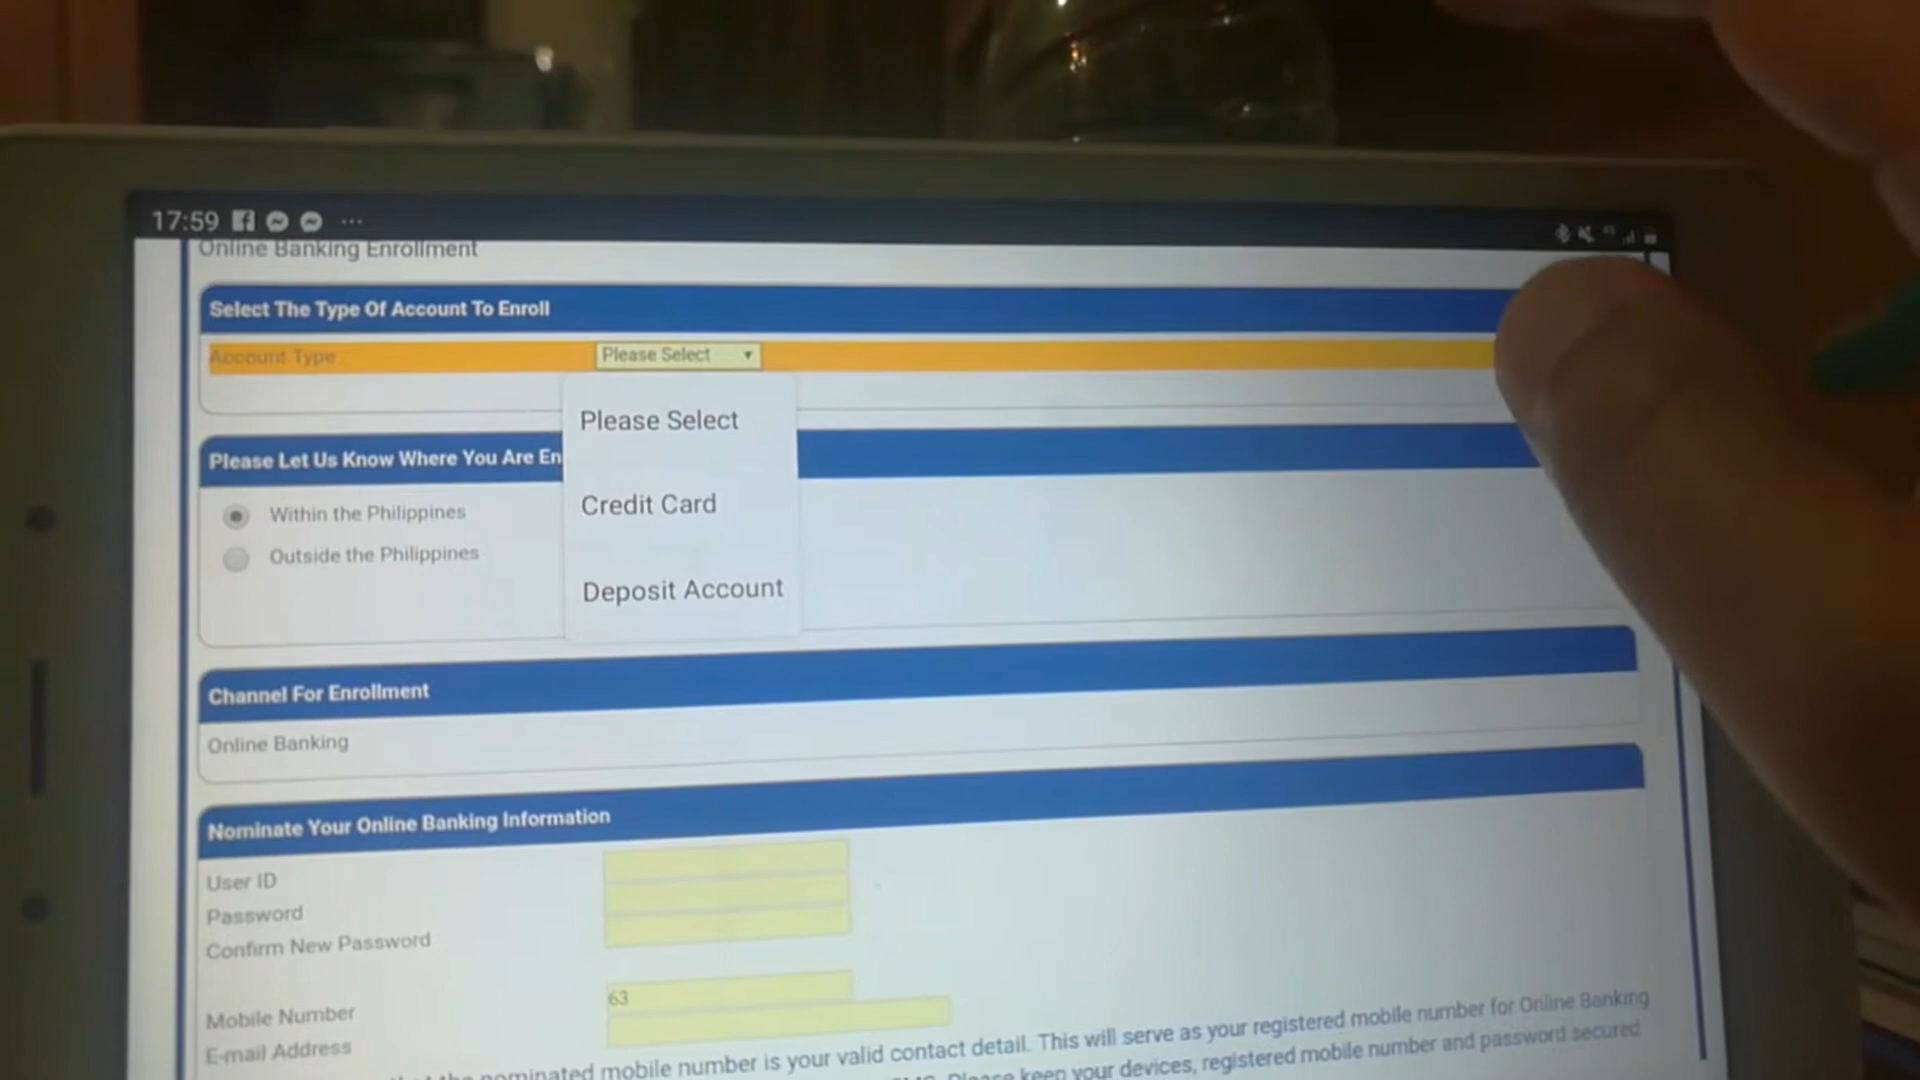 17:59 ...
Online Banking Enrollment
Select The Type Of Account To Enroll
Account Type
Please Select
Please Select
Credit Card
Deposit Account
Please Let Us Know Where You Are En
Within the Philippines
Outside the Philippines
Channel For Enrollment
Online Banking
Nominate Your Online Banking Information
User ID
Password
Confirm New Password
Mobile Number
63
E-mail Address
the nominated mobile number is your valid contact detail. This will serve as your registered mobile number for Online Banking
Please keep your devices, registered mobile number and password secured